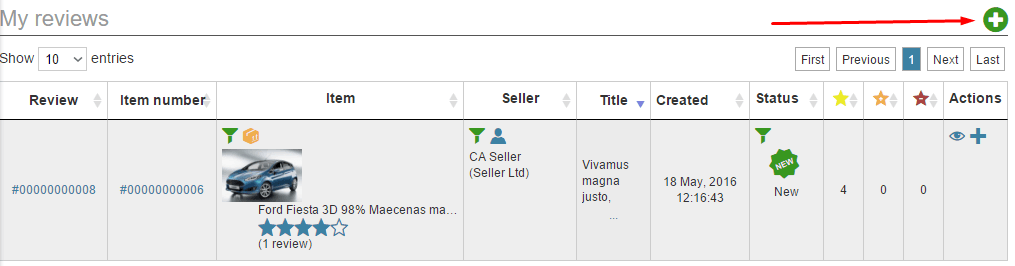 My reviews
Show 10 entries
First Previous 1 Next Last
Review Item number Item Seller Title Created Status Actions
#00000000008
#00000000006
Ford Fiesta 3D 98% Maecenas ma…
(1 review)
CA Seller
(Seller Ltd)
Vivamus
magna
justo,
...
18 May, 2016
12:16:43
NEW
New
4
0
0